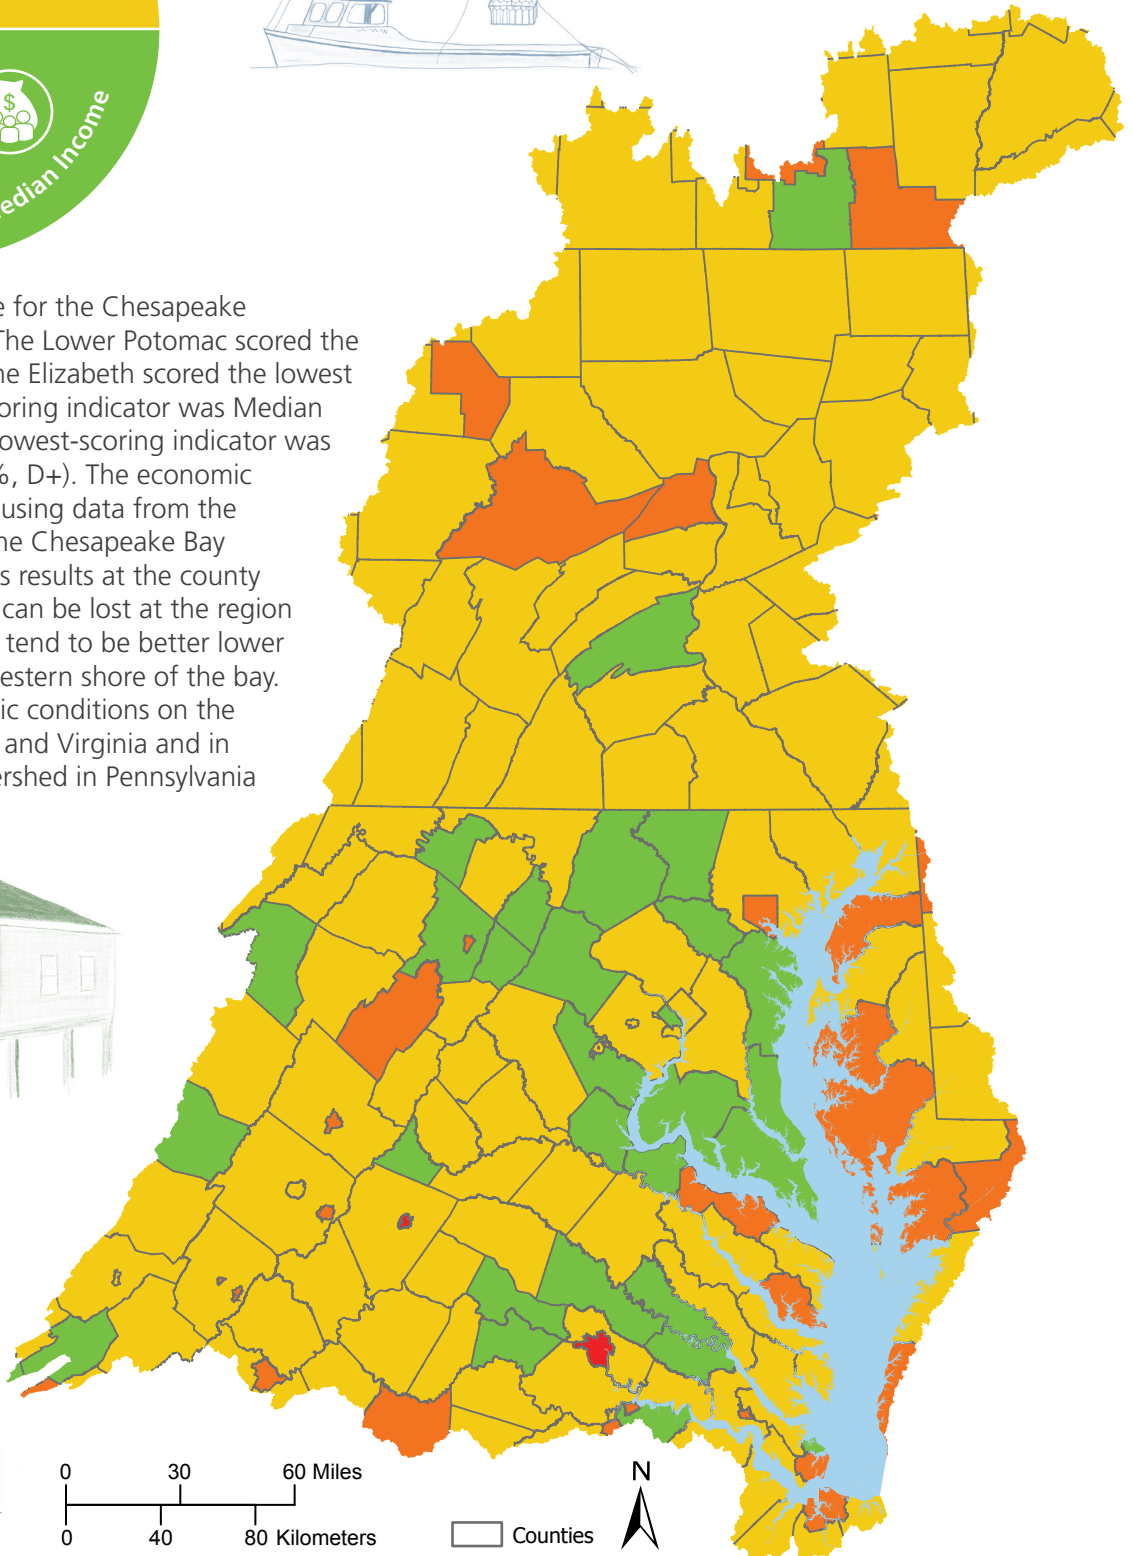 $
edian Income
e for the Chesapeake
The Lower Potomac scored the
ne Elizabeth scored the lowest
oring indicator was Median
owest-scoring indicator was
%, D+). The economic
using data from the
he Chesapeake Bay
s results at the county
can be lost at the region
tend to be better lower
estern shore of the bay.
ic conditions on the
and Virginia and in
ershed in Pennsylvania
0 30 60 Miles
0 40 80 Kilometers
Counties
N